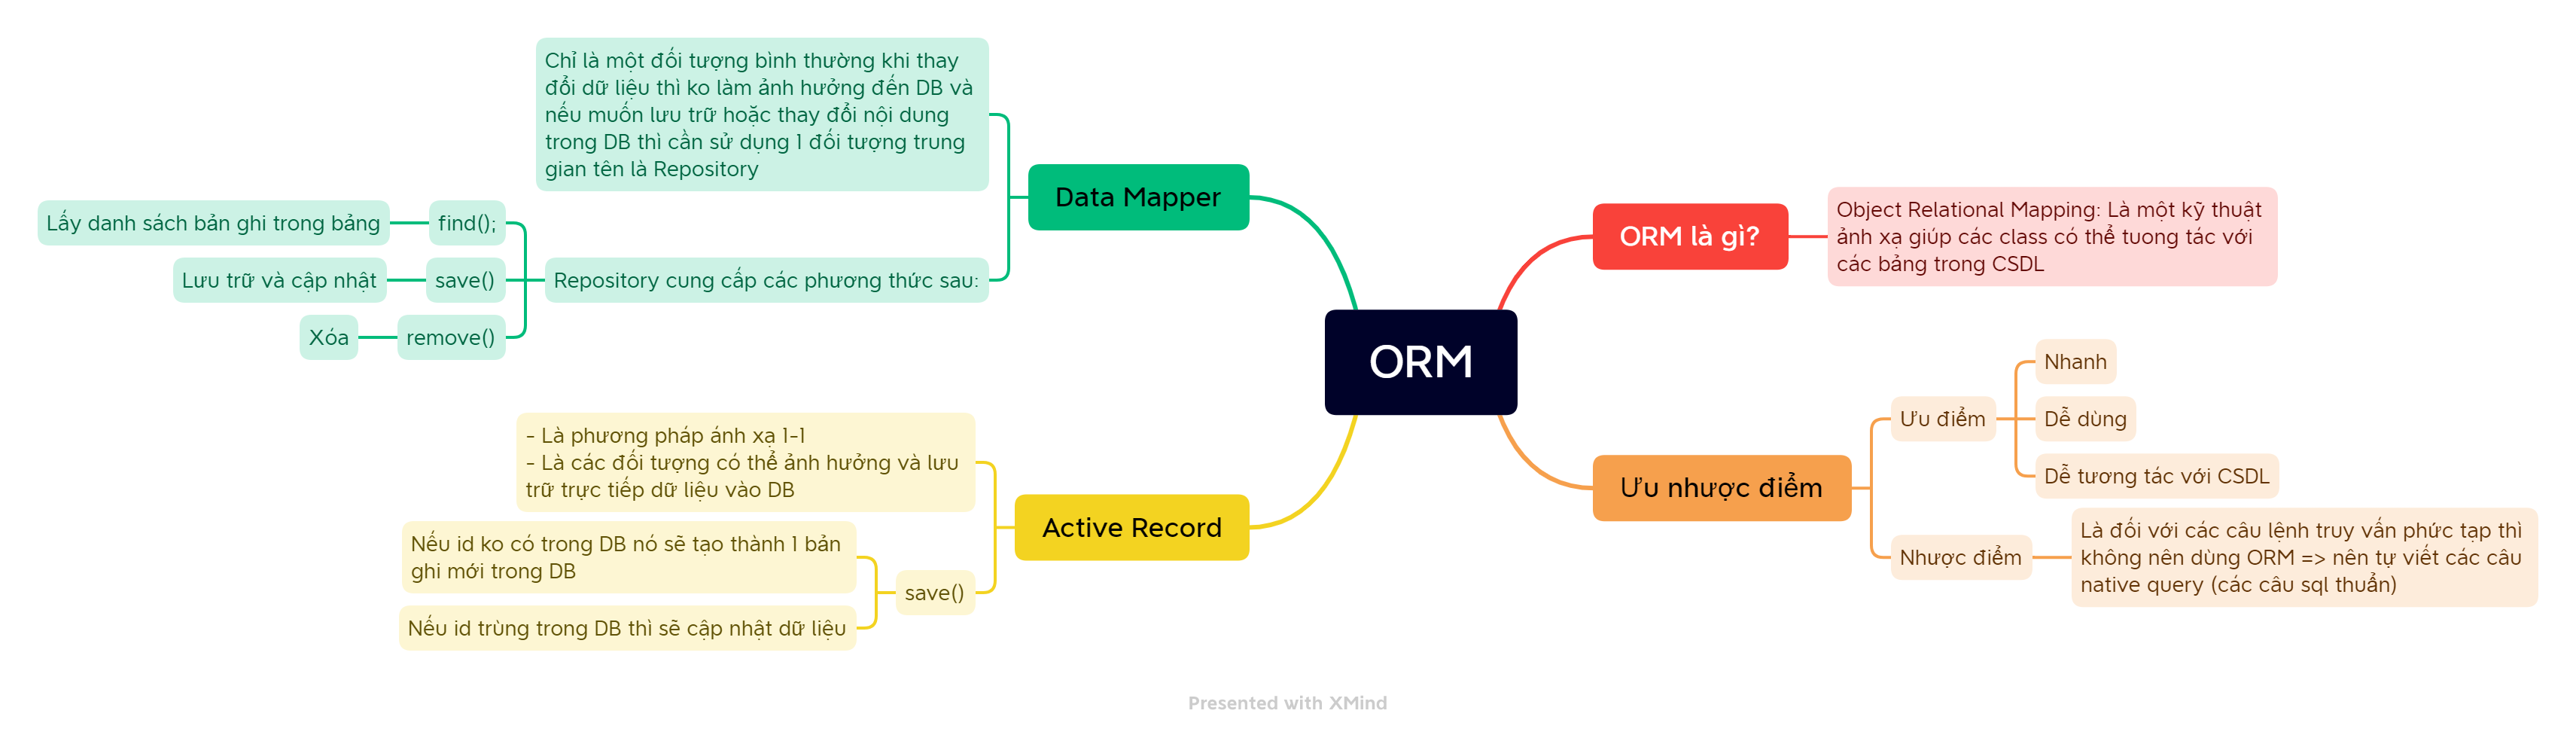 ORM
ORM là gì?
Object Relational Mapping: Là một kỹ thuật
ảnh xạ giúp các class có thể tuong tác với
các bảng trong CSDL
Ưu nhược điểm
Ưu điểm
Nhanh
Dễ dùng
Dễ tương tác với CSDL
Nhược điểm
Là đối với các câu lệnh truy vấn phức tạp thì
không nên dùng ORM => nên tự viết các câu
native query (các câu sql thuẩn)
Data Mapper
Chỉ là một đối tượng bình thường khi thay
đổi dữ liệu thì ko làm ảnh hưởng đến DB và
nếu muốn lưu trữ hoặc thay đổi nội dung
trong DB thì cần sử dụng 1 đối tượng trung
gian tên là Repository
Repository cung cấp các phương thức sau:
find();
Lấy danh sách bản ghi trong bảng
save()
Lưu trữ và cập nhật
remove()
Xóa
Active Record
- Là phương pháp ánh xạ 1-1
- Là các đối tượng có thể ảnh hưởng và lưu
trữ trực tiếp dữ liệu vào DB
save()
Nếu id ko có trong DB nó sẽ tạo thành 1 bản
ghi mới trong DB
Nếu id trùng trong DB thì sẽ cập nhật dữ liệu
Presented with XMind